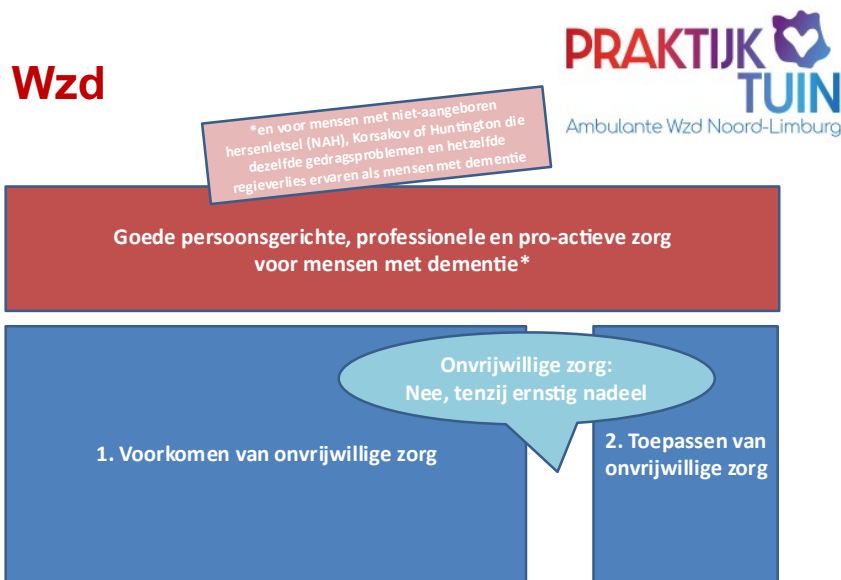 Wzd
PRAKTIJK
TUIN
Ambulante Wzd Noord-Limburg
*en voor mensen met niet-aangeboren
hersenletsel (NAH), Korsakov of Huntington die
dezelfde gedragsproblemen en hetzelfde
regieverlies ervaren als mensen met dementie
Goede persoonsgerichte, professionele en pro-actieve zorg
voor mensen met dementie*
Onvrijwillige zorg:
Nee, tenzij ernstig nadeel
1. Voorkomen van onvrijwillige zorg
2. Toepassen van
onvrijwillige zorg